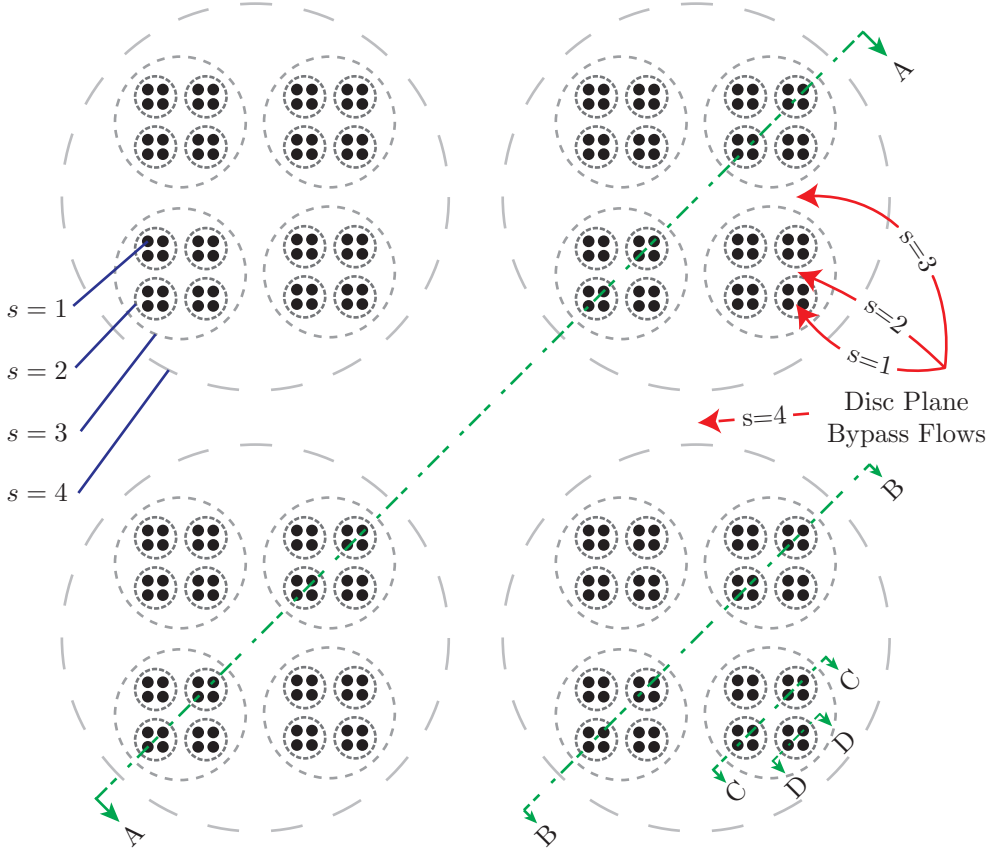 A
s=3
s = 1
s=2
s = 2
s=1
Disc Plane
s=4
Bypass Flows
s = 3
s = 4
B
C
D
C
D
A
B